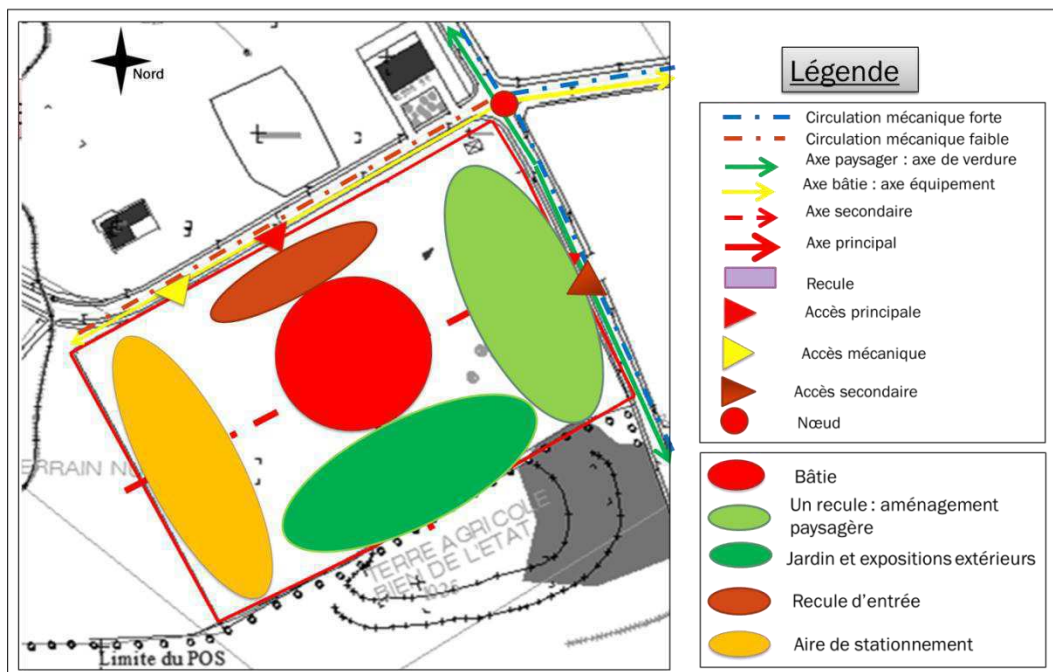 Nord
TERRE AGRICOLE
BIEN DE L'ETAT
Limite du POS
Légende
Circulation mécanique forte
Circulation mécanique faible
Axe paysager : axe de verdure
Axe bâtie : axe équipement
Axe secondaire
Axe principal
Recule
Accès principale
Accès mécanique
Accès secondaire
Nœud
Bâtie
Un recule : aménagement
paysagère
Jardin et expositions extérieurs
Recule d'entrée
Aire de stationnement